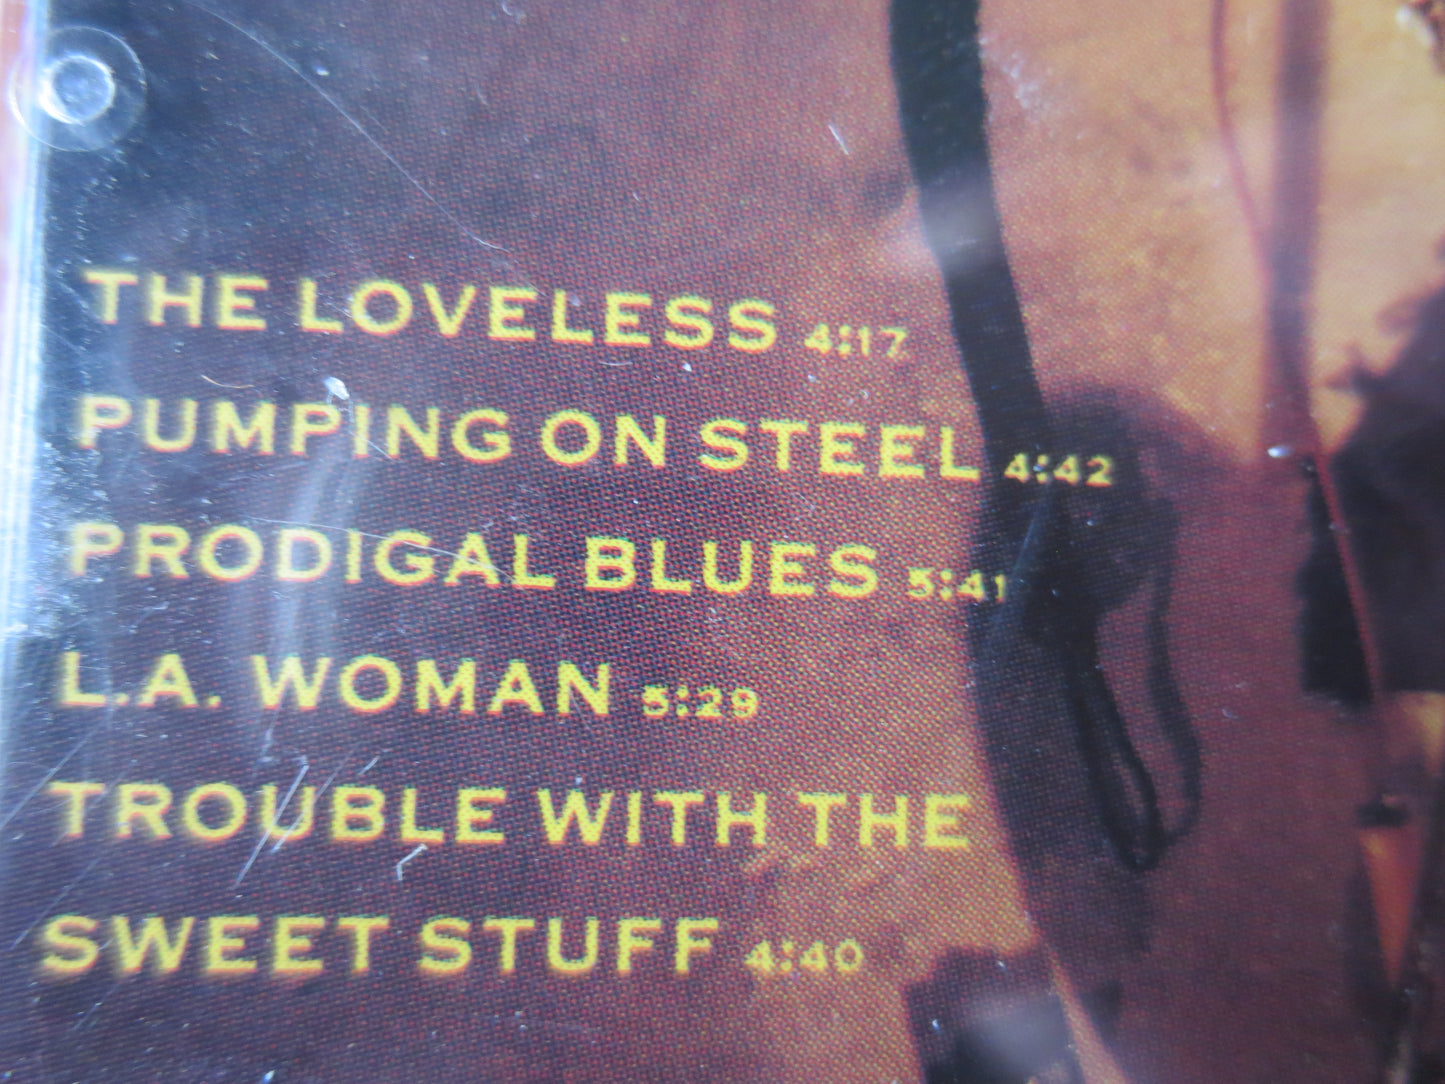 THE LOVELESS 4:17
PUMPING ON STEEL 4:42
PRODIGAL BLUES 5:41
L.A. WOMAN 5:29
TROUBLE WITH THE
SWEET STUFF 4:40